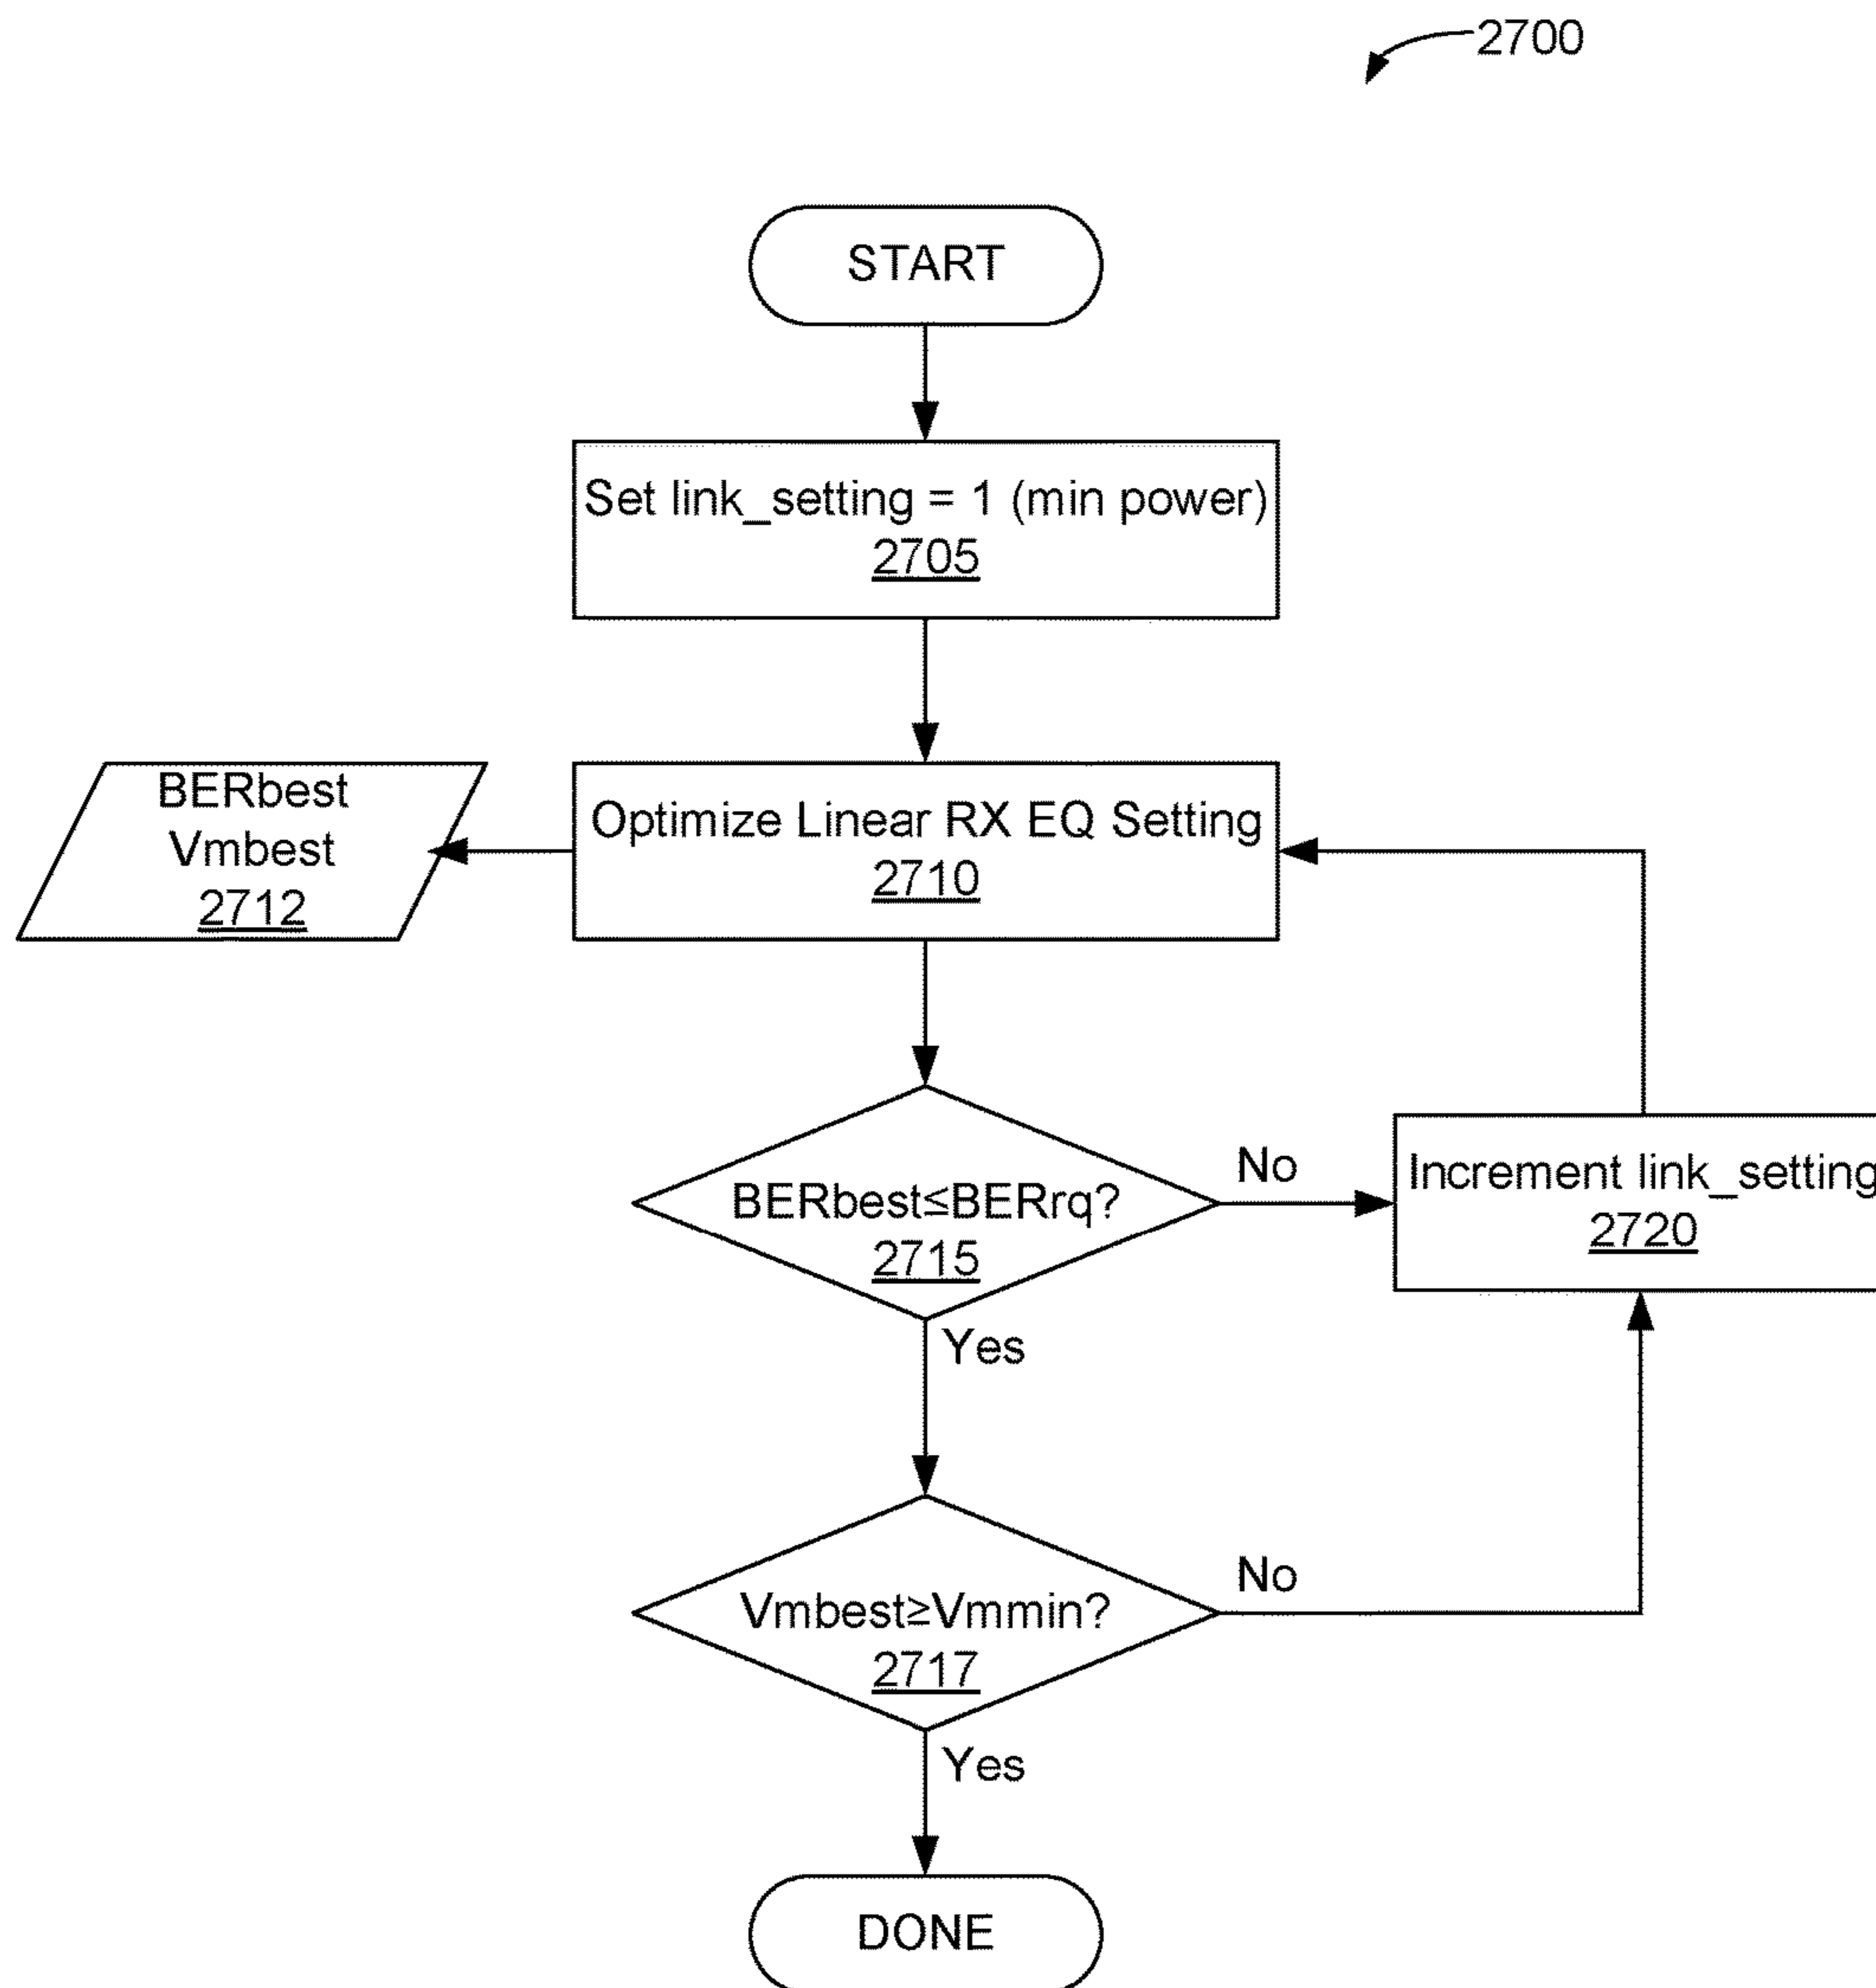 2700
START
Set link_setting = 1 (min power)
2705
BERbest
Vmbest
2712
Optimize Linear RX EQ Setting
2710
BERbest≤BERrq?
2715
No
Increment link_setting
2720
Yes
Vmbest≥Vmmin?
2717
No
Yes
DONE